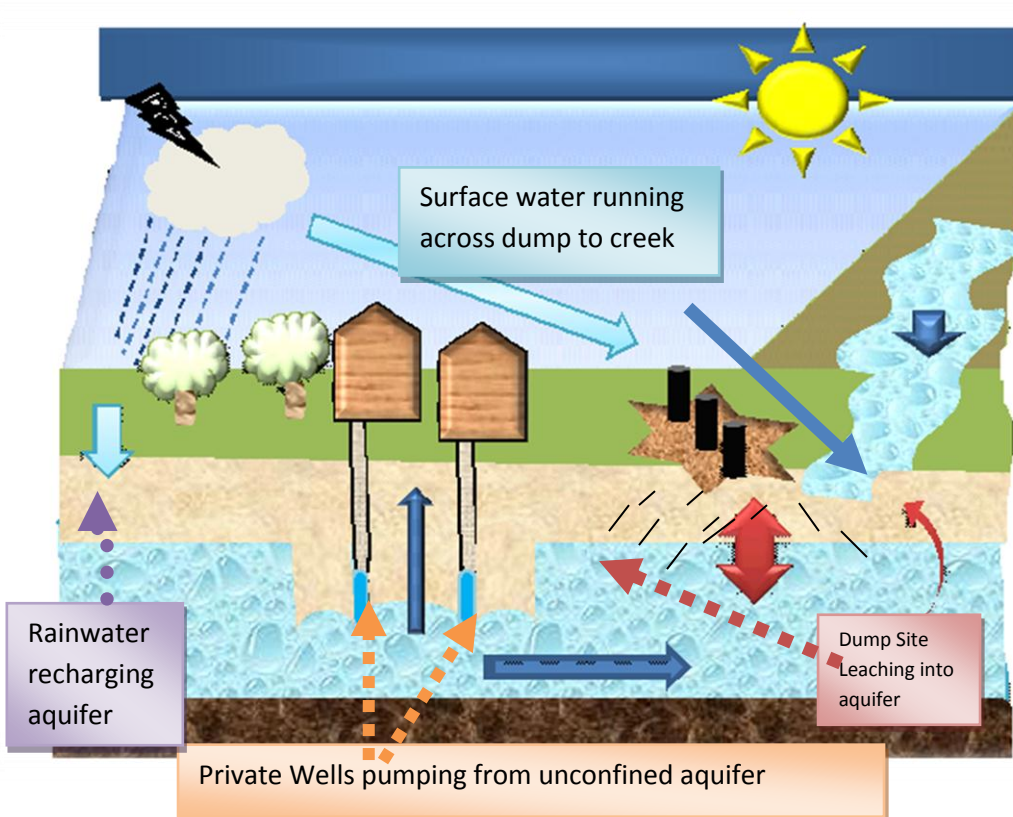 Surface water running
across dump to creek
Rainwater
recharging
aquifer
Dump Site
Leaching into
aquifer
Private Wells pumping from unconfined aquifer